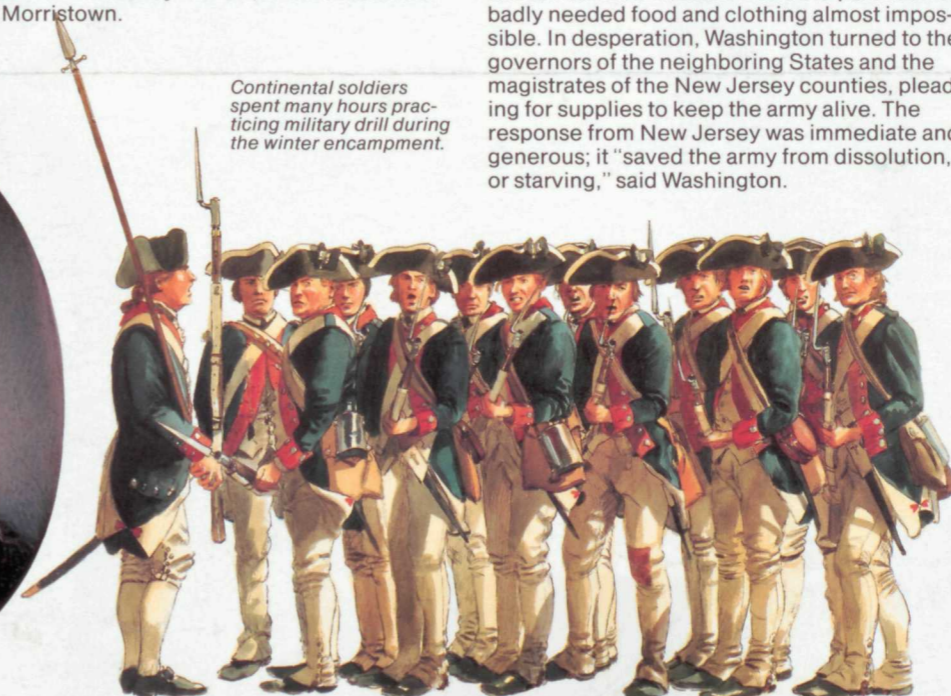 Morristown.
Continental soldiers
spent many hours prac-
ticing military drill during
the winter encampment.
badly needed food and clothing almost impos-
sible. In desperation, Washington turned to the
governors of the neighboring States and the
magistrates of the New Jersey counties, plead
ing for supplies to keep the army alive. The
response from New Jersey was immediate an
generous; it "saved the army from dissolution,
or starving," said Washington.